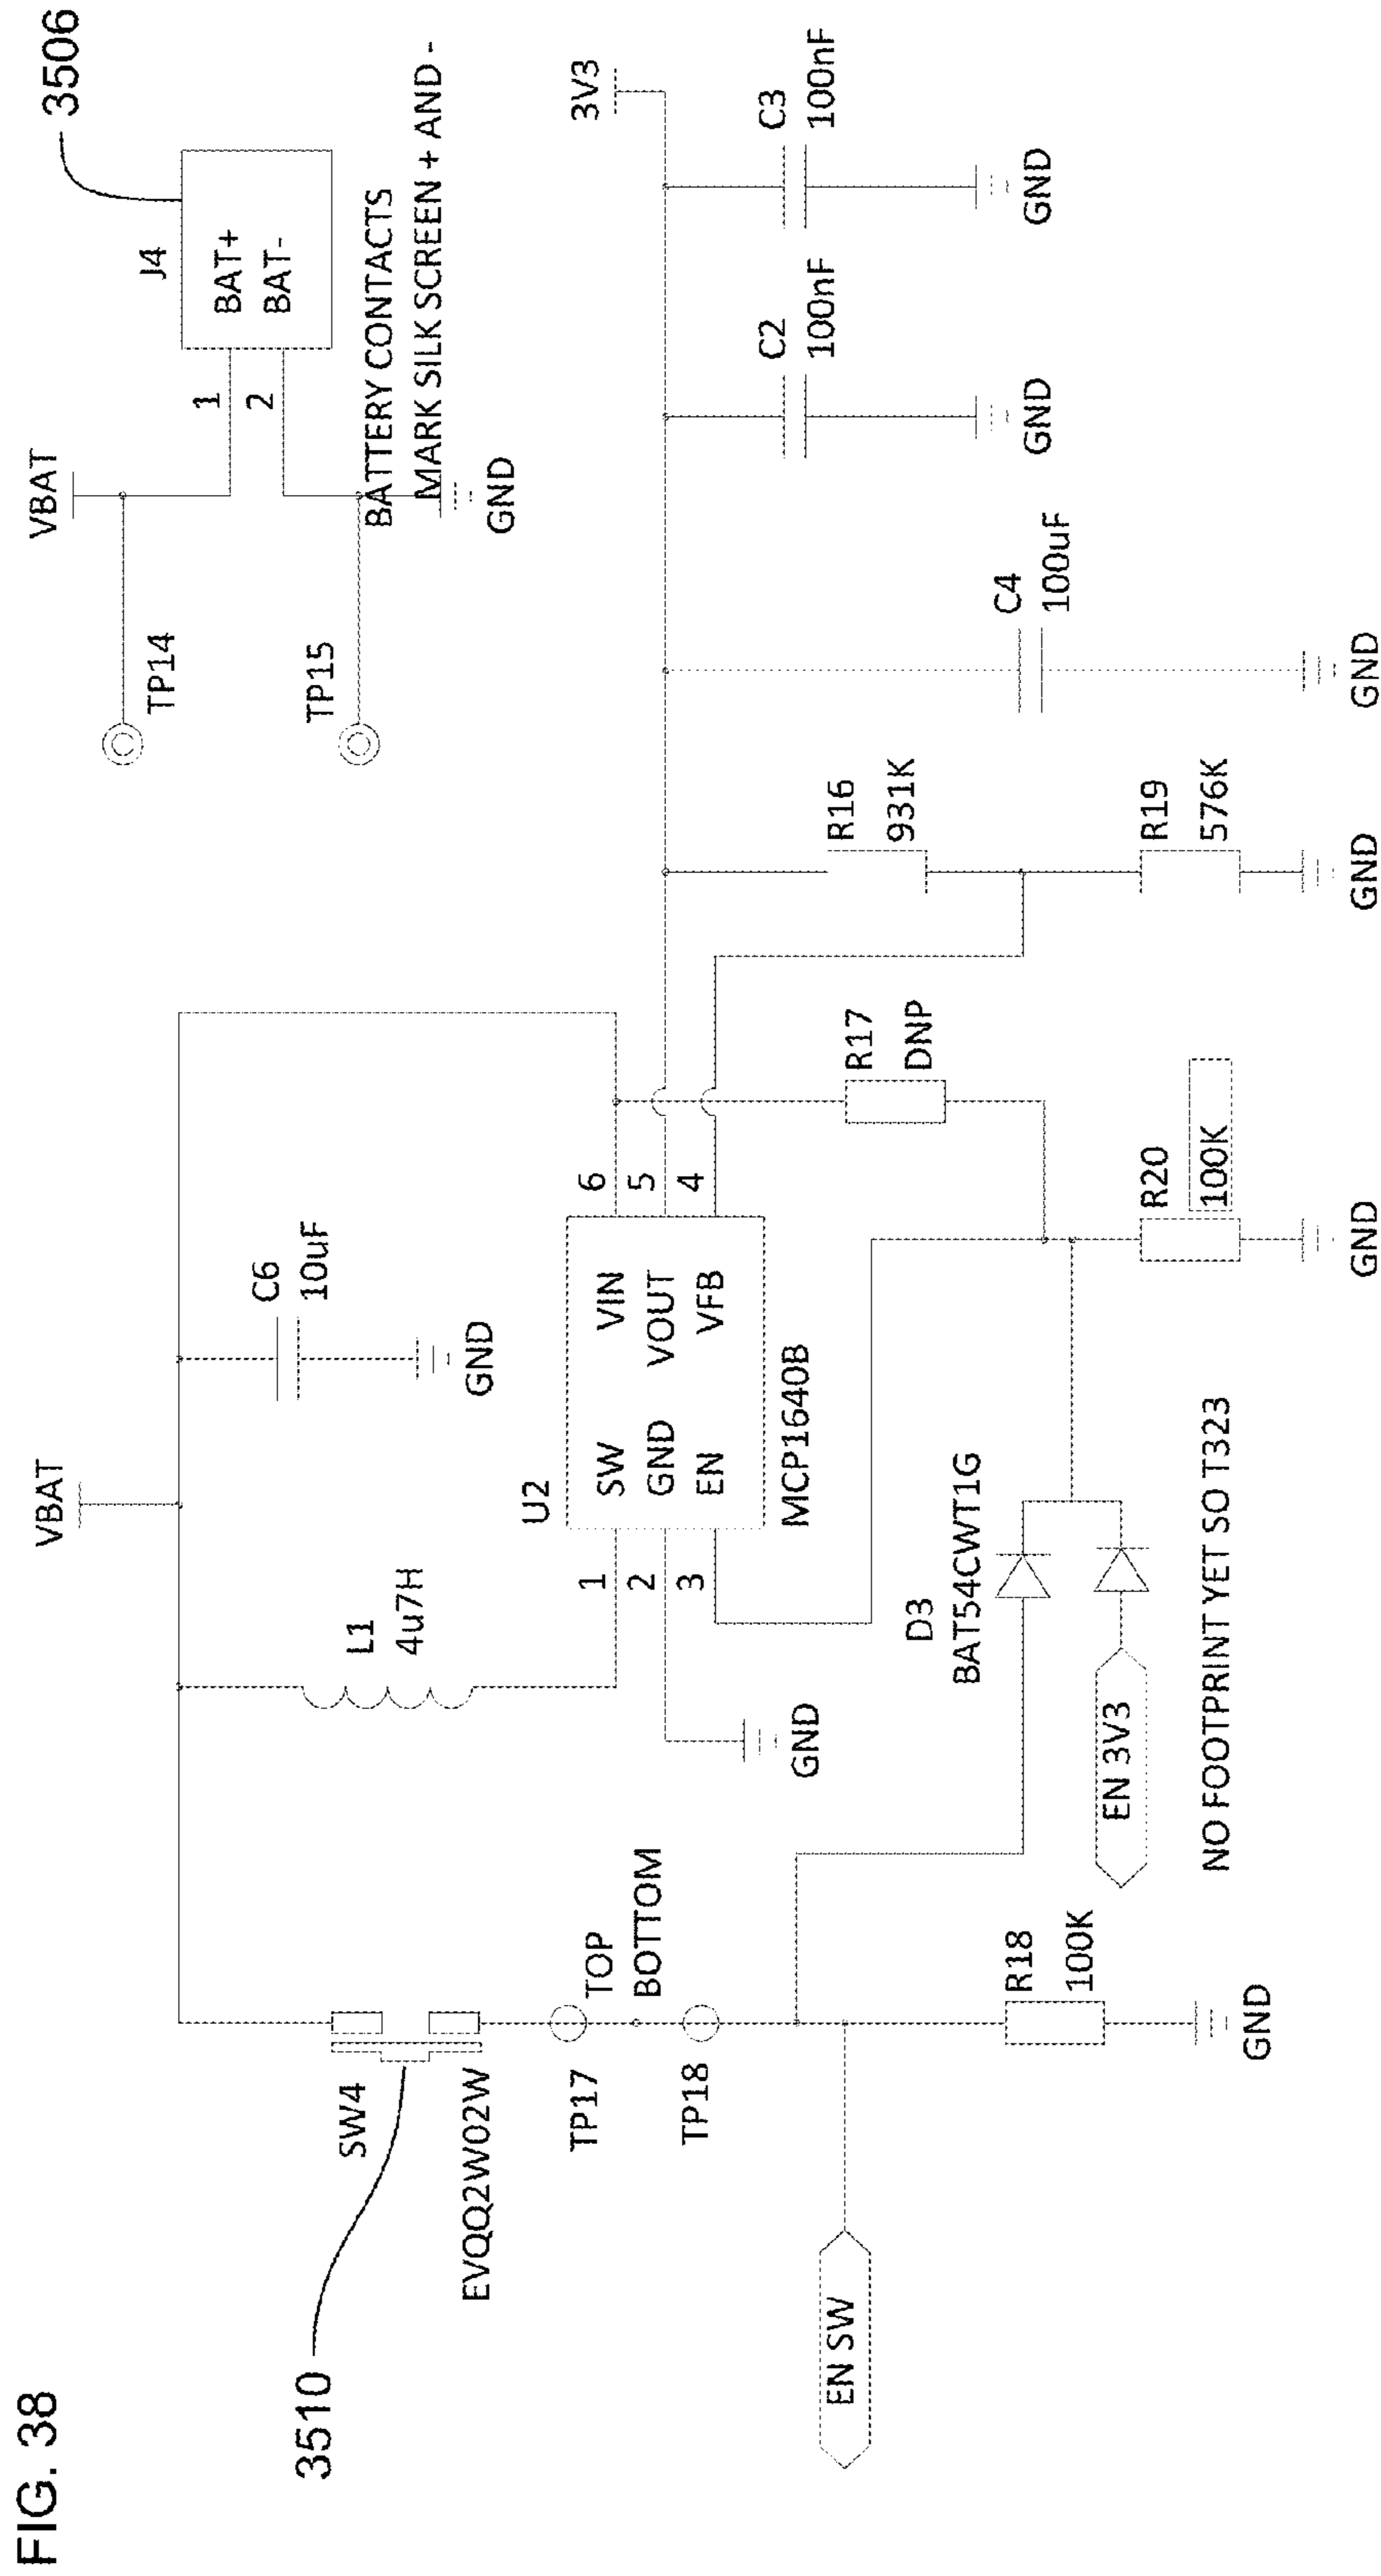 FIG. 38
3510
SW4
EVQQ2W02W
TP17
TOP
BOTTOM
TP18
EN SW
R18
100K
GND
VBAT
L1
4u7H
C6
10uF
GND
U2
SW
GND
EN
VIN
VOUT
VFB
1
2
3
6
5
4
MCP1640B
GND
D3
BAT54CWT1G
EN 3V3
NO FOOTPRINT YET SO T323
R17
DNP
R20
100K
GND
R16
931K
R19
576K
GND
C4
100uF
GND
C2
100nF
GND
C3
100nF
GND
3V3
VBAT
TP14
TP15
1
2
J4
BAT+
BAT-
3506
BATTERY CONTACTS
MARK SILK SCREEN + AND -
GND